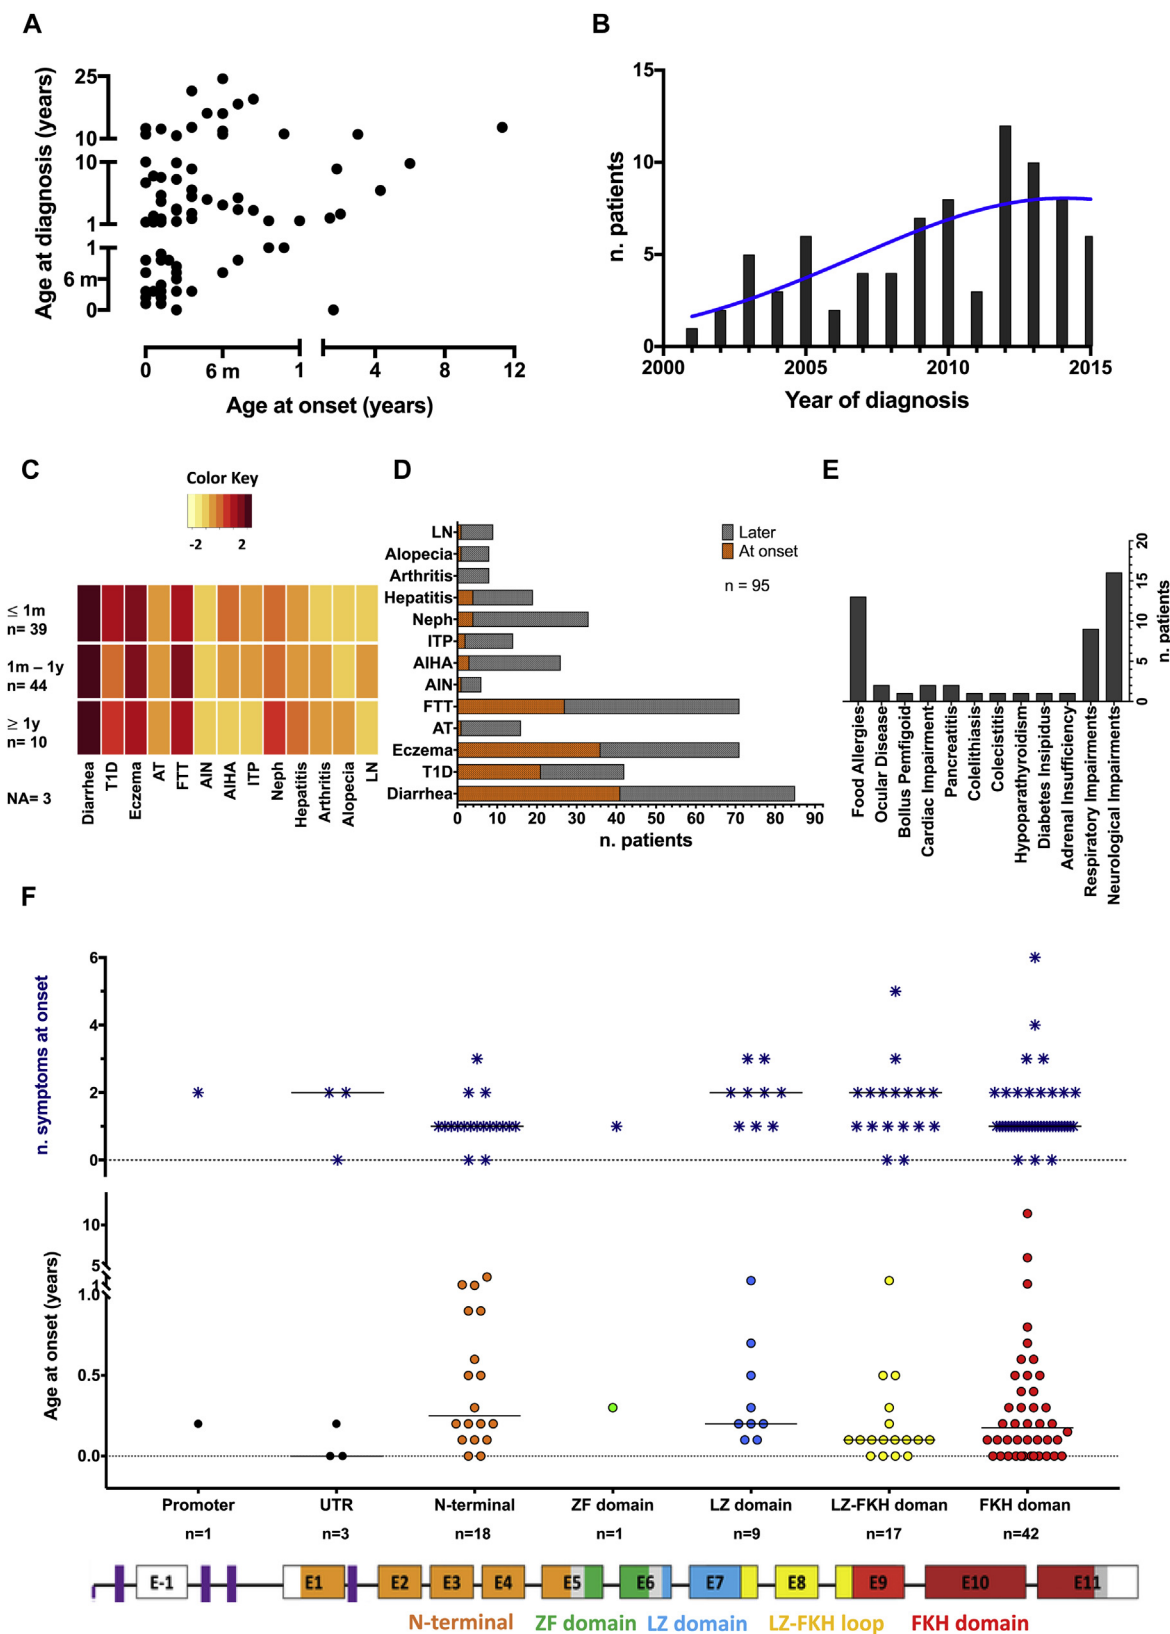 A
Age at diagnosis (years)
25
10
10
1
1
6 m
0
0
6 m
1
4
8
12
Age at onset (years)
B
n. patients
15
10
5
0
2000
2005
2010
2015
Year of diagnosis
C
Color Key
-2
2
≤ 1m
n= 39
1m – 1y
n= 44
≥ 1y
n= 10
NA= 3
Diarrhea
T1D
Eczema
AT
FTT
AIN
AIHA
ITP
Neph
Hepatitis
Arthritis
Alopecia
LN
D
LN
Alopecia
Arthritis
Hepatitis
Neph
ITP
AIHA
AIN
FTT
AT
Eczema
T1D
Diarrhea
Later
At onset
n = 95
0
10
20
30
40
50
60
70
80
90
n. patients
E
20
15
10
5
0
n. patients
Food Allergies
Ocular Disease
Bollus Pemfigoid
Cardiac Impairment
Pancreatitis
Colelithiasis
Colecistitis
Hypoparathyroidism
Diabetes Insipidus
Adrenal Insufficiency
Respiratory Impairments
Neurological Impairments
F
n. symptoms at onset
6
4
2
0
Age at onset (years)
10
5
1
1.0
0.5
0.0
Promoter
UTR
N-terminal
ZF domain
LZ domain
LZ-FKH doman
FKH doman
n=1
n=3
n=18
n=1
n=9
n=17
n=42
E-1
E1
E2
E3
E4
E5
E6
E7
E8
E9
E10
E11
N-terminal
ZF domain
LZ domain
LZ-FKH loop
FKH domain